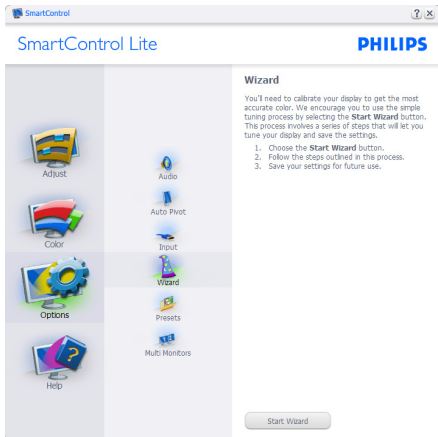 SmartControl
? ×
SmartControl Lite
PHILIPS
Adjust
Color
Options
Help
Audio
Auto Pivot
Input
Wizard
Presets
Multi Monitors
Wizard
You'll need to calibrate your display to get the most
accurate color. We encourage you to use the simple
tuning process by selecting the Start Wizard button.
This process involves a series of steps that will let you
tune your display and save the settings.
1. Choose the Start Wizard button.
2. Follow the steps outlined in this process.
3. Save your settings for future use.
Start Wizard